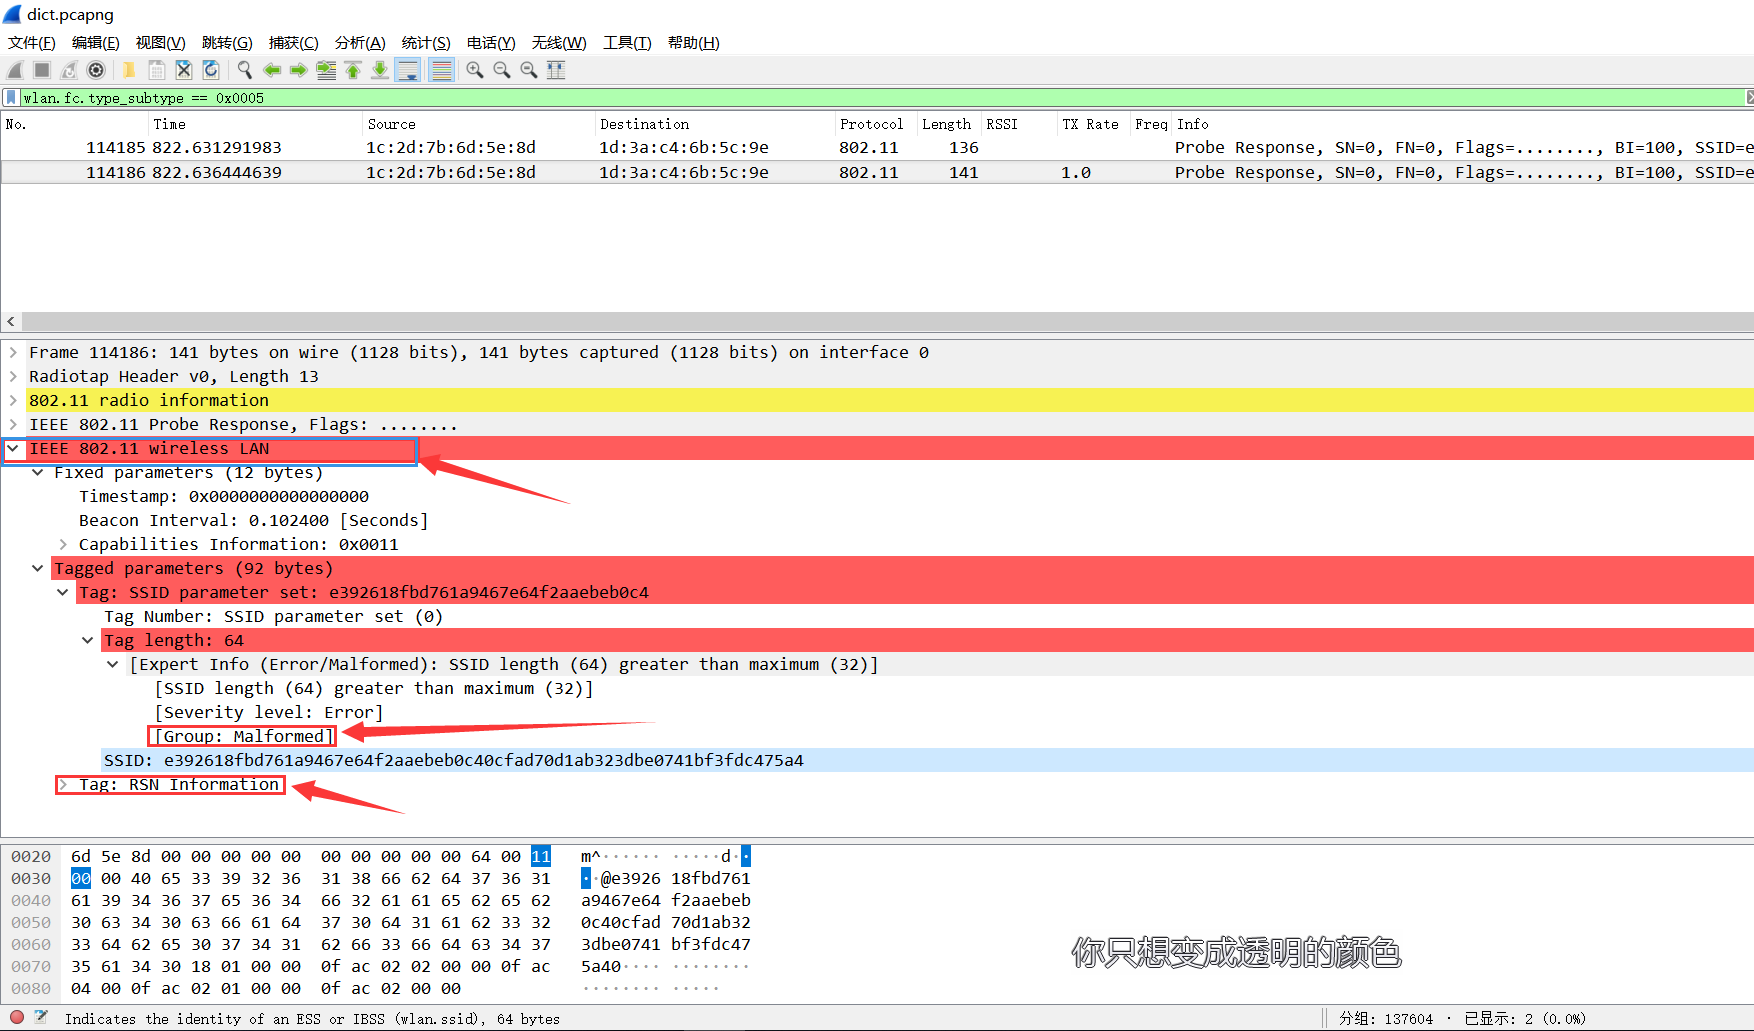 dict.pcapng
文件(F) 编辑(E) 视图(V) 跳转(G) 捕获(C) 分析(A) 统计(S) 电话(Y) 无线(W) 工具(T) 帮助(H)
wlan.fc.type_subtype == 0x0005
No. Time Source Destination Protocol Length RSSI TX Rate Freq Info
114185 822.631291983 1c:2d:7b:6d:5e:8d 1d:3a:c4:6b:5c:9e 802.11 136 Probe Response, SN=0, FN=0, Flags=........, BI=100, SSID=e
114186 822.636444639 1c:2d:7b:6d:5e:8d 1d:3a:c4:6b:5c:9e 802.11 141 1.0 Probe Response, SN=0, FN=0, Flags=........, BI=100, SSID=e
Frame 114186: 141 bytes on wire (1128 bits), 141 bytes captured (1128 bits) on interface 0
Radiotap Header v0, Length 13
802.11 radio information
IEEE 802.11 Probe Response, Flags: ........
IEEE 802.11 wireless LAN
Fixed parameters (12 bytes)
Timestamp: 0x0000000000000000
Beacon Interval: 0.102400 [Seconds]
Capabilities Information: 0x0011
Tagged parameters (92 bytes)
Tag: SSID parameter set: e392618fbd761a9467e64f2aaebeb0c4
Tag Number: SSID parameter set (0)
Tag length: 64
[Expert Info (Error/Malformed): SSID length (64) greater than maximum (32)]
[SSID length (64) greater than maximum (32)]
[Severity level: Error]
[Group: Malformed]
SSID: e392618fbd761a9467e64f2aaebeb0c40cfad70d1ab323dbe0741bf3fdc475a4
Tag: RSN Information
0020 6d 5e 8d 00 00 00 00 00 00 00 00 00 00 64 00 11 m^······ ·····d··
0030 00 00 40 65 33 39 32 36 31 38 66 62 64 37 36 31 ··@e3926 18fbd761
0040 61 39 34 36 37 65 36 34 66 32 61 61 65 62 65 62 a9467e64 f2aaebeb
0050 30 63 34 30 63 66 61 64 37 30 64 31 61 62 33 32 0c40cfad 70d1ab32
0060 33 64 62 65 30 37 34 31 62 66 33 66 64 63 34 37 3dbe0741 bf3fdc47
0070 35 61 34 30 18 01 00 00 0f ac 02 02 00 00 0f ac 5a40···· ········
0080 04 00 0f ac 02 01 00 00 0f ac 02 00 00 ········ ·····
你只想变成透明的颜色
Indicates the identity of an ESS or IBSS (wlan.ssid), 64 bytes 分组: 137604 · 已显示: 2 (0.0%)